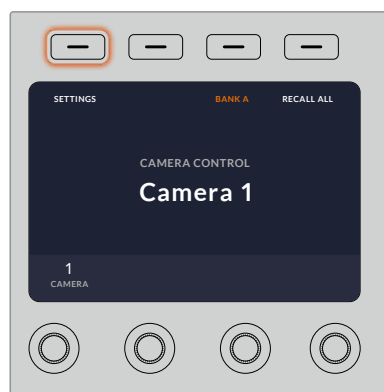 SETTINGS BANK A RECALL ALL
CAMERA CONTROL
Camera 1
1
CAMERA